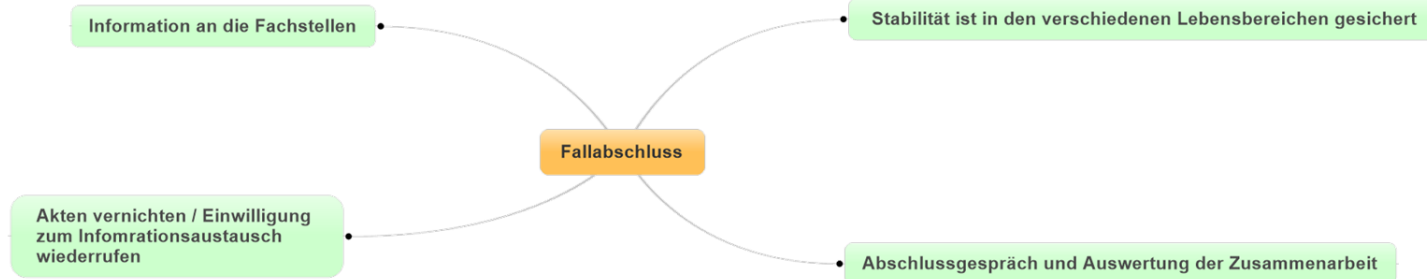 Information an die Fachstellen
Stabilität ist in den verschiedenen Lebensbereichen gesichert
Fallabschluss
Akten vernichten / Einwilligung
zum Infomrationsaustausch
wiederrufen
Abschlussgespräch und Auswertung der Zusammenarbeit